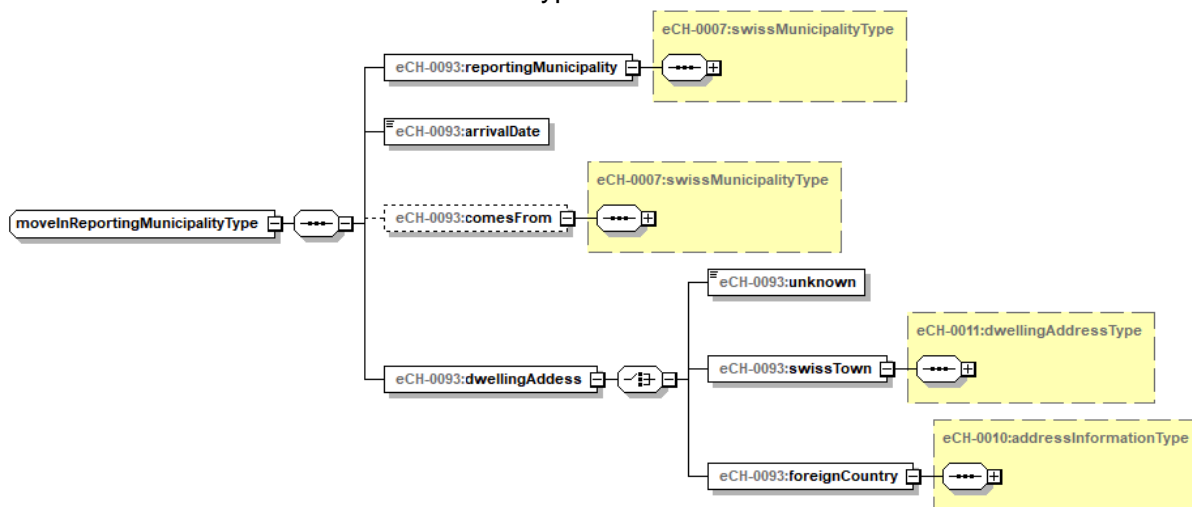 eCH-0007:swissMunicipalityType
eCH-0093:reportingMunicipality
eCH-0093:arrivalDate
eCH-0007:swissMunicipalityType
moveInReportingMunicipalityType
eCH-0093:comesFrom
eCH-0093:unknown
eCH-0011:dwellingAddressType
eCH-0093:dwellingAddess
eCH-0093:swissTown
eCH-0010:addressInformationType
eCH-0093:foreignCountry